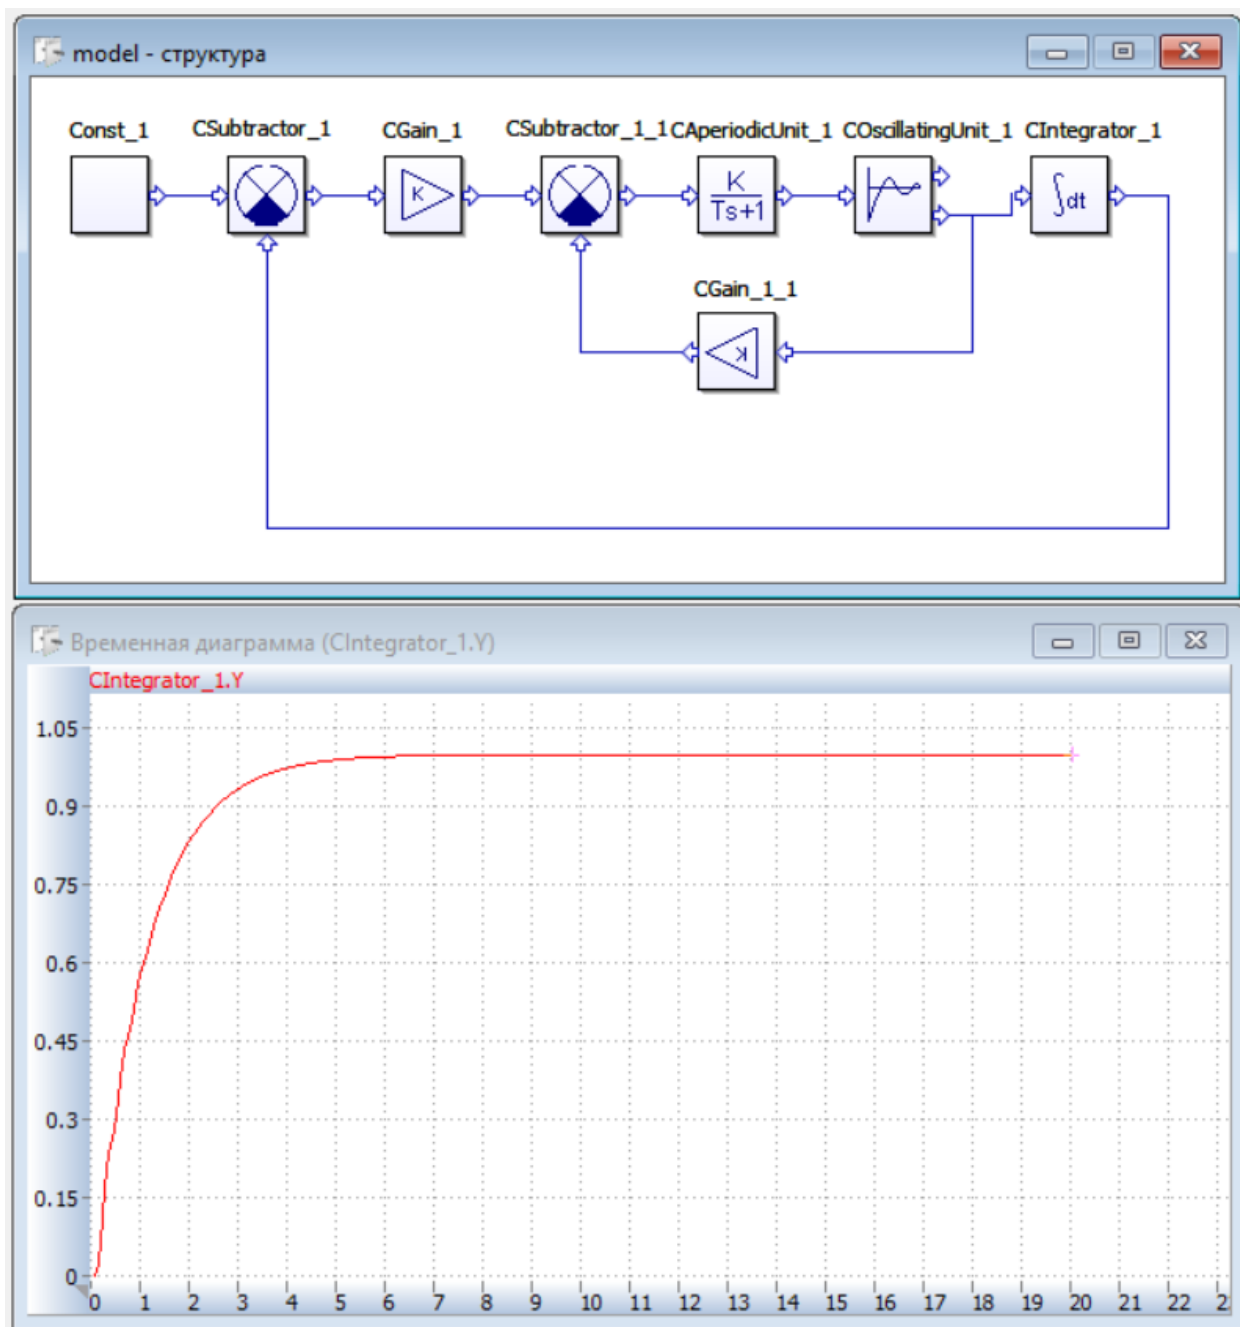 model - структура
Const_1 CSubtractor_1 CGain_1 CSubtractor_1_1 CAperiodicUnit_1 COscillatingUnit_1 CIntegrator_1
K K
Ts+1 ∫dt
CGain_1_1
K
Временная диаграмма (CIntegrator_1.Y)
CIntegrator_1.Y
1.05
0.9
0.75
0.6
0.45
0.3
0.15
0
0 1 2 3 4 5 6 7 8 9 10 11 12 13 14 15 16 17 18 19 20 21 22